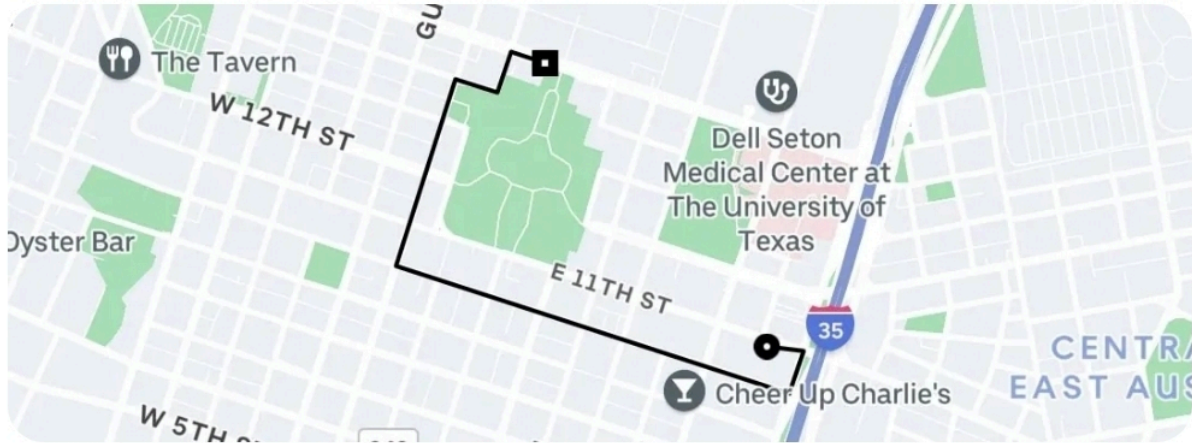 GU
The Tavern
W 12TH ST
Dell Seton
Medical Center at
The University of
Texas
Oyster Bar
E 11TH ST
35
CENTRA
EAST AUS
Cheer Up Charlie's
W 5TH S